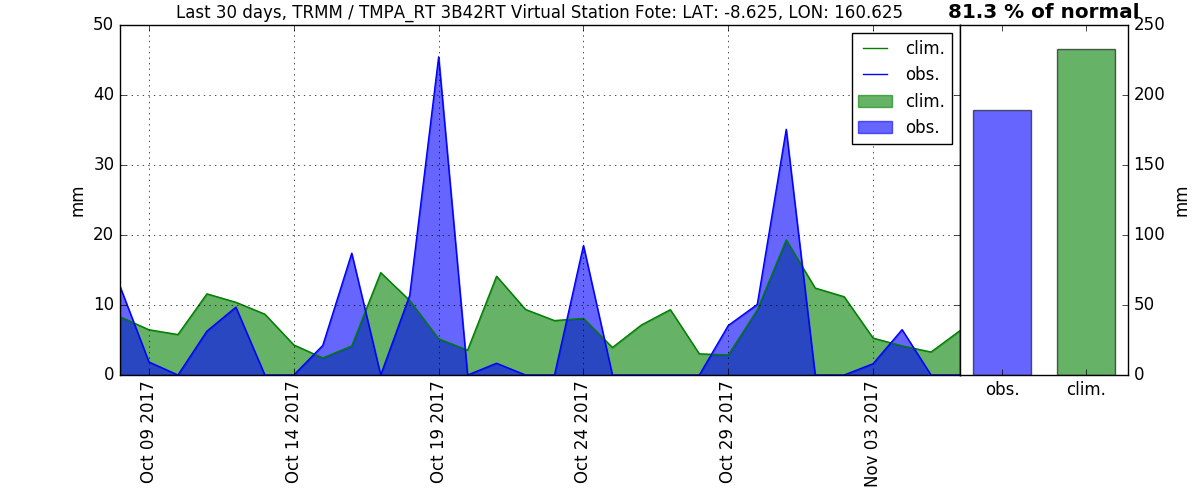 Last 30 days, TRMM / TMPA_RT 3B42RT Virtual Station Fote: LAT: -8.625, LON: 160.625
81.3 % of normal
50
40
30
20
10
0
mm
clim.
obs.
clim.
obs.
250
200
150
100
50
0
mm
Oct 09 2017
Oct 14 2017
Oct 19 2017
Oct 24 2017
Oct 29 2017
Nov 03 2017
obs.
clim.